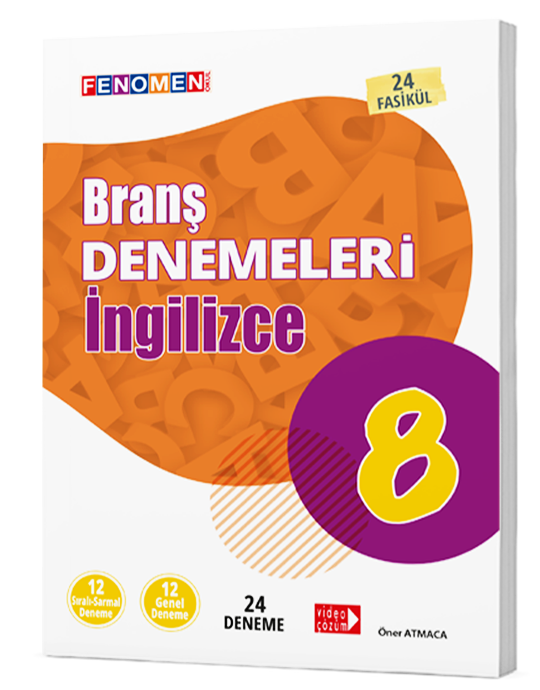 FENOMEN
OKUL
24
FASİKÜL
Branş
DENEMELERİ
İngilizce
8
12
Sıralı-Sarmal
Deneme
12
Genel
Deneme
24
DENEME
video
çözüm
Öner ATMACA